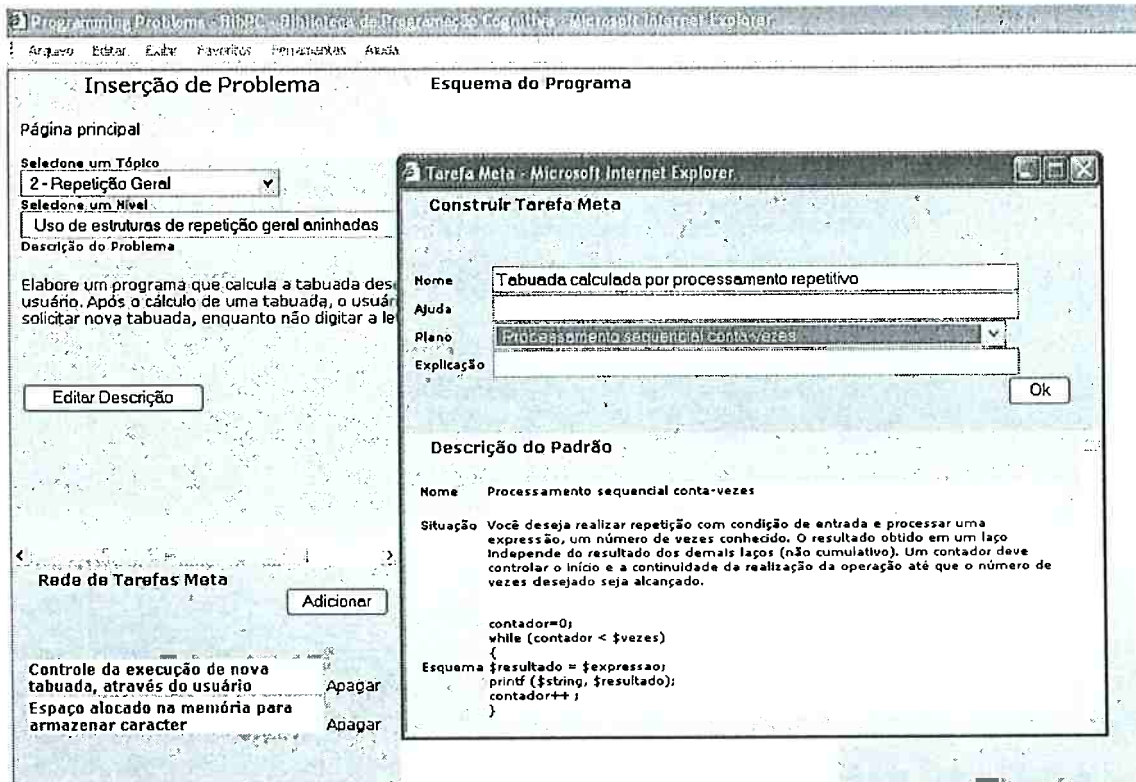 Programming Problems - BibPC - Biblioteca de Programação Cognitiva - Microsoft Internet Explorer
Arquivo Editar Exibir Favoritos Ferramentas Ajuda
Inserção de Problema
Esquema do Programa
Página principal
Selecione um Tópico
2 - Repetição Geral
Selecione um Nível
Uso de estruturas de repetição geral aninhadas
Descrição do Problema
Elabore um programa que calcula a tabuada des
usuário. Após o cálculo de uma tabuada, o usuár
solicitar nova tabuada, enquanto não digitar a le
Editar Descrição
Rede de Tarefas Meta
Adicionar
Controle da execução de nova
tabuada, através do usuário Apagar
Espaço alocado na memória para
armazenar caracter Apagar
Tarefa Meta - Microsoft Internet Explorer
Construir Tarefa Meta
Nome Tabuada calculada por processamento repetitivo
Ajuda
Plano Processamento sequencial conta-vezes
Explicação
Ok
Descrição do Padrão
Nome Processamento sequencial conta-vezes
Situação Você deseja realizar repetição com condição de entrada e processar uma
expressão, um número de vezes conhecido. O resultado obtido em um laço
independe do resultado dos demais laços (não cumulativo). Um contador deve
controlar o início e a continuidade da realização da operação até que o número de
vezes desejado seja alcançado.
contador=0;
while (contador < $vezes)
{
Esquema $resultado = $expressao;
printf ($string, $resultado);
contador++ ;
}